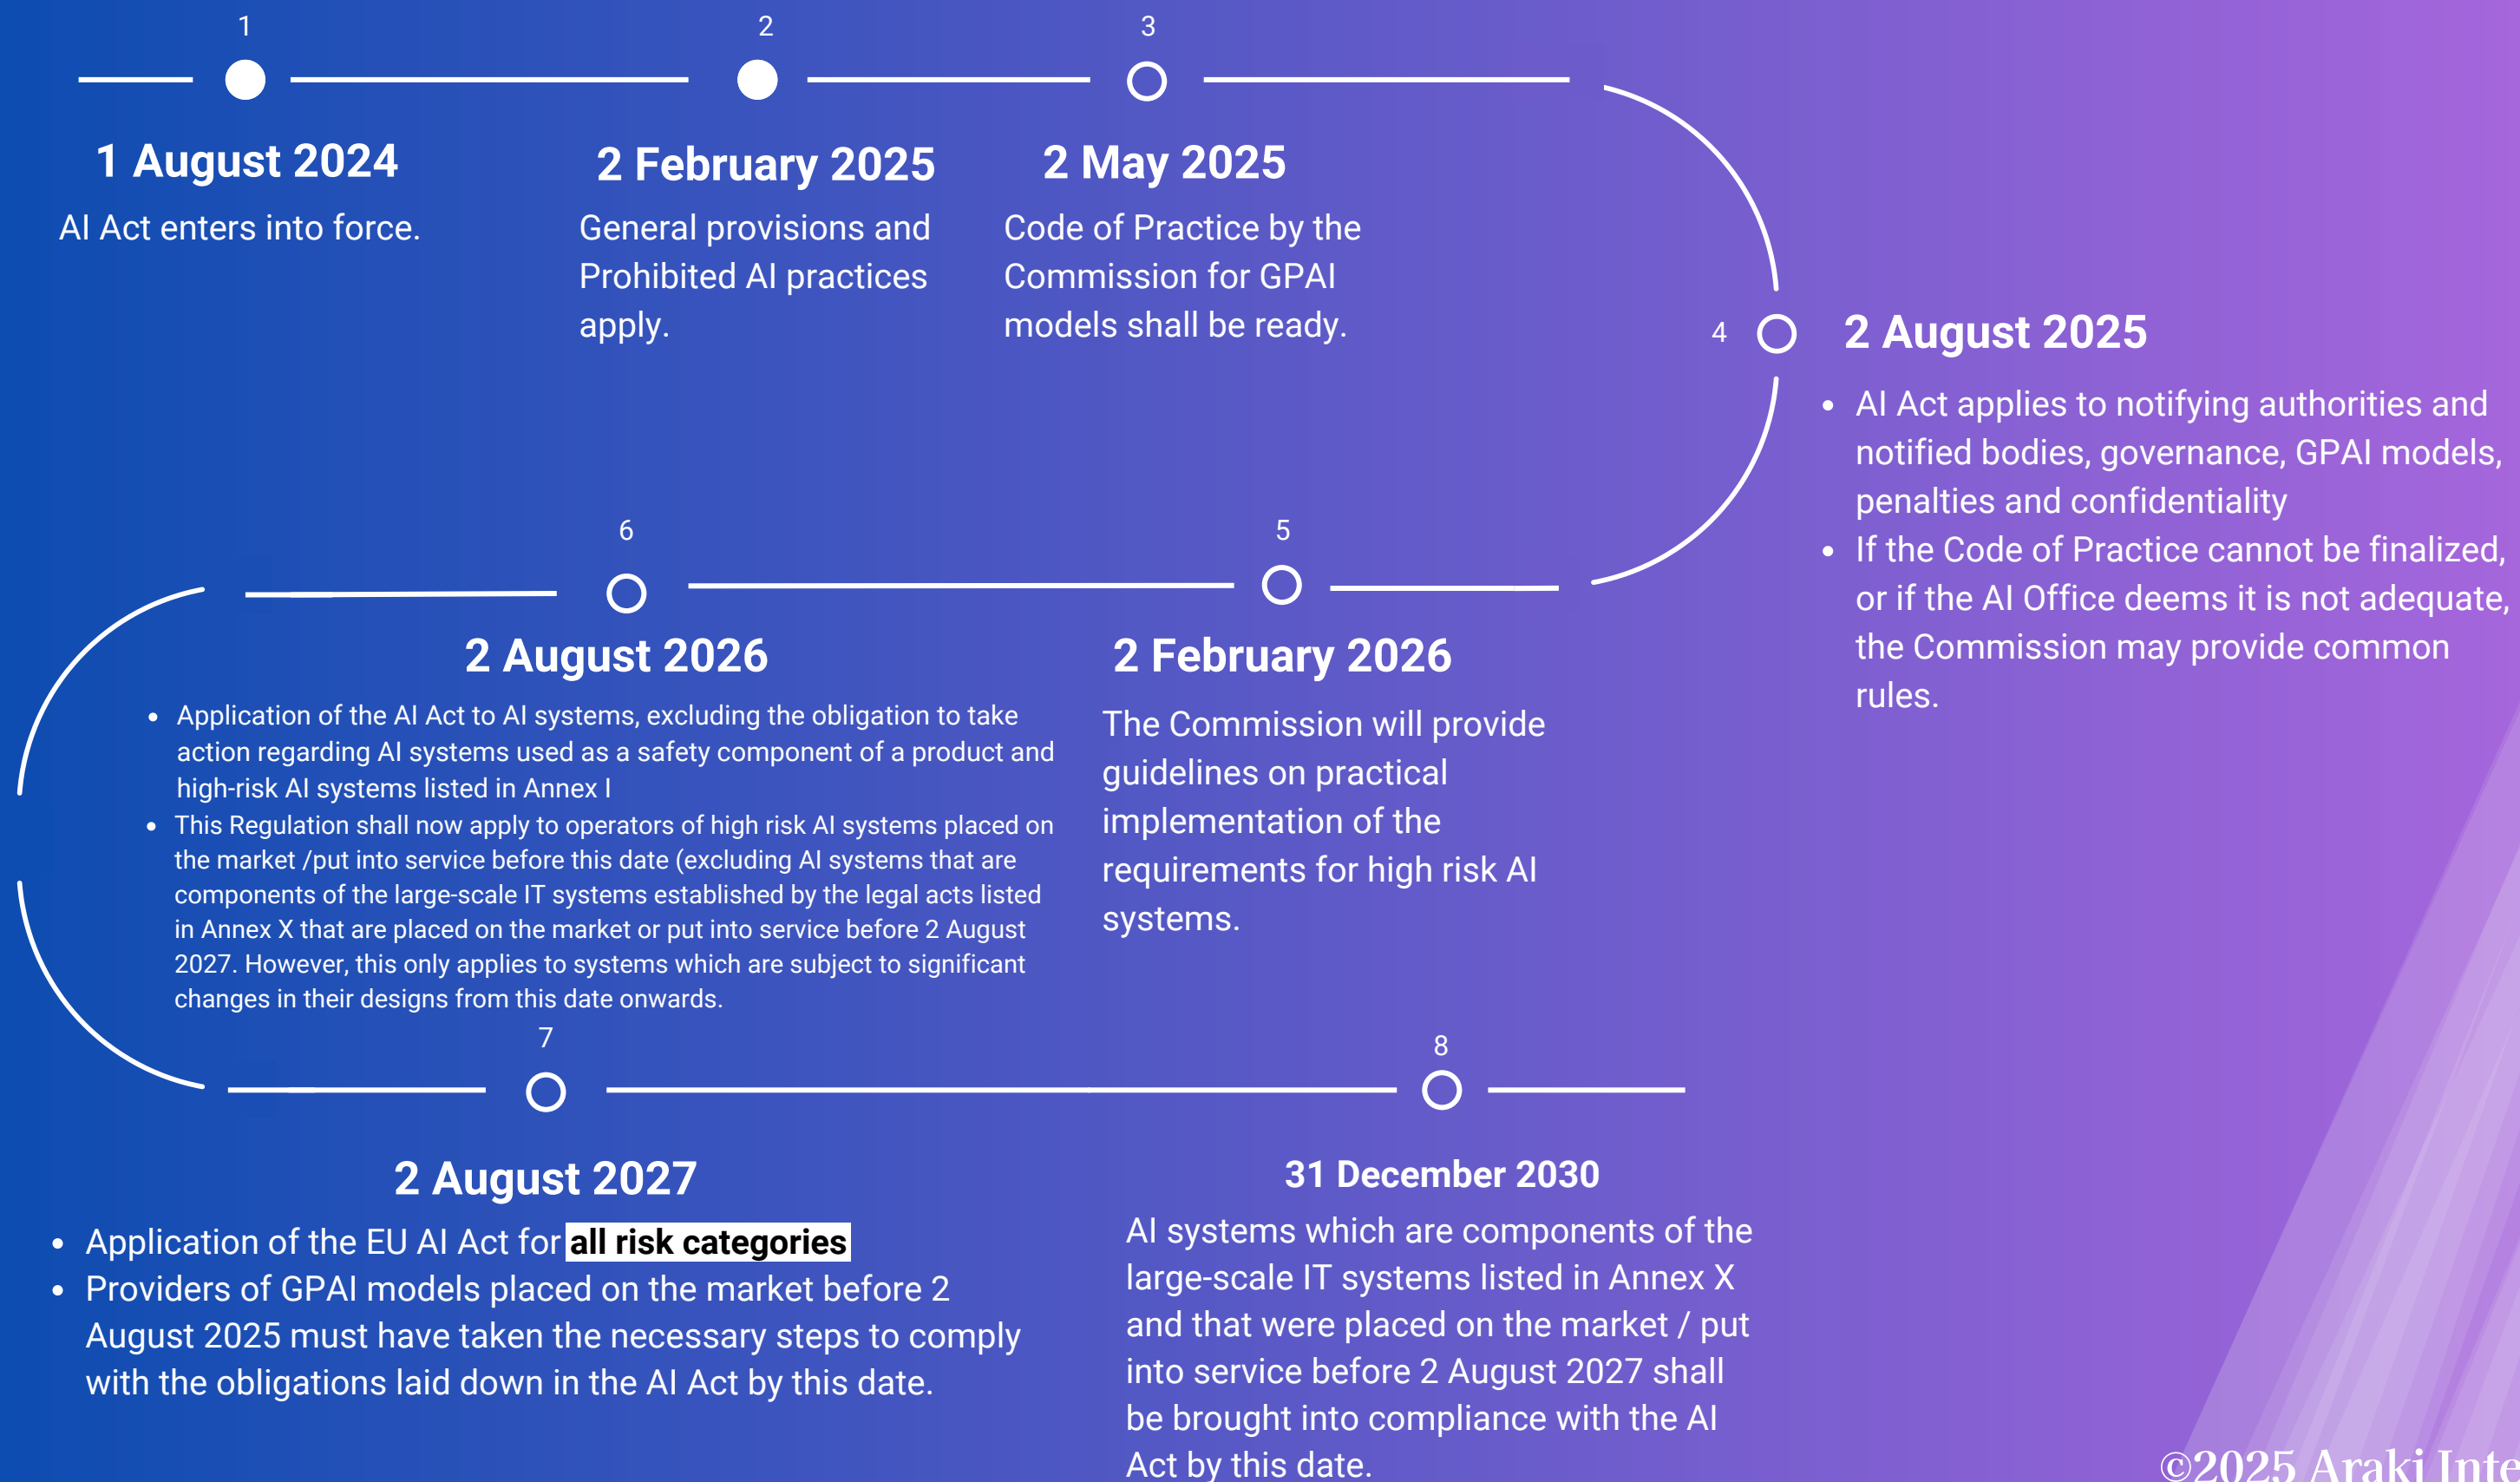 1
1 August 2024
AI Act enters into force.
2
2 February 2025
General provisions and
Prohibited AI practices
apply.
3
2 May 2025
Code of Practice by the
Commission for GPAI
models shall be ready.
4
2 August 2025
• AI Act applies to notifying authorities and
notified bodies, governance, GPAI models,
penalties and confidentiality
• If the Code of Practice cannot be finalized,
or if the AI Office deems it is not adequate,
the Commission may provide common
rules.
5
2 February 2026
The Commission will provide
guidelines on practical
implementation of the
requirements for high risk AI
systems.
6
2 August 2026
• Application of the AI Act to AI systems, excluding the obligation to take
action regarding AI systems used as a safety component of a product and
high-risk AI systems listed in Annex I
• This Regulation shall now apply to operators of high risk AI systems placed on
the market /put into service before this date (excluding AI systems that are
components of the large-scale IT systems established by the legal acts listed
in Annex X that are placed on the market or put into service before 2 August
2027. However, this only applies to systems which are subject to significant
changes in their designs from this date onwards.
7
2 August 2027
• Application of the EU AI Act for all risk categories
• Providers of GPAI models placed on the market before 2
August 2025 must have taken the necessary steps to comply
with the obligations laid down in the AI Act by this date.
8
31 December 2030
AI systems which are components of the
large-scale IT systems listed in Annex X
and that were placed on the market / put
into service before 2 August 2027 shall
be brought into compliance with the AI
Act by this date.
©2025 Araki Inte